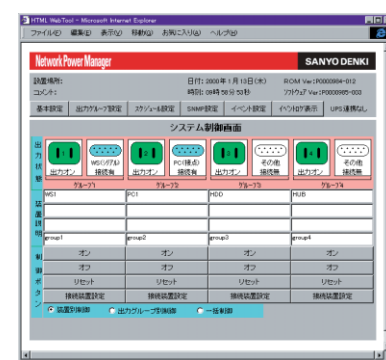 HTML WebTool - Microsoft Internet Explorer
ファイル(F) 編集(E) 表示(V) 移動(G) お気に入り(A) ヘルプ(H)
Network Power Manager SANYO DENKI
設置場所: 日付: 2000年 1月 13日(木) ROM Ver:P0000984-012
コメント: 時刻: 09時 58分 53秒 ソフトウェア Ver:P0000985-003
基本設定 出力グループ設定 スケジュール設定 SNMP設定 イベント設定 イベントログ表示 UPS連携なし
システム制御画面
出力状態
出力オン WS(シリアル)接続有 出力オン PC(接点)接続有 出力オン その他接続無 出力オン その他接続無
グループ1 グループ2 グループ3 グループ4
装置説明
WS1 PC1 HDD HUB
group1 group2 group3 group4
制御ボタン
オン オン オン オン
オフ オフ オフ オフ
リセット リセット リセット リセット
接続装置設定 接続装置設定 接続装置設定 接続装置設定
装置別制御 出力グループ別制御 一括制御